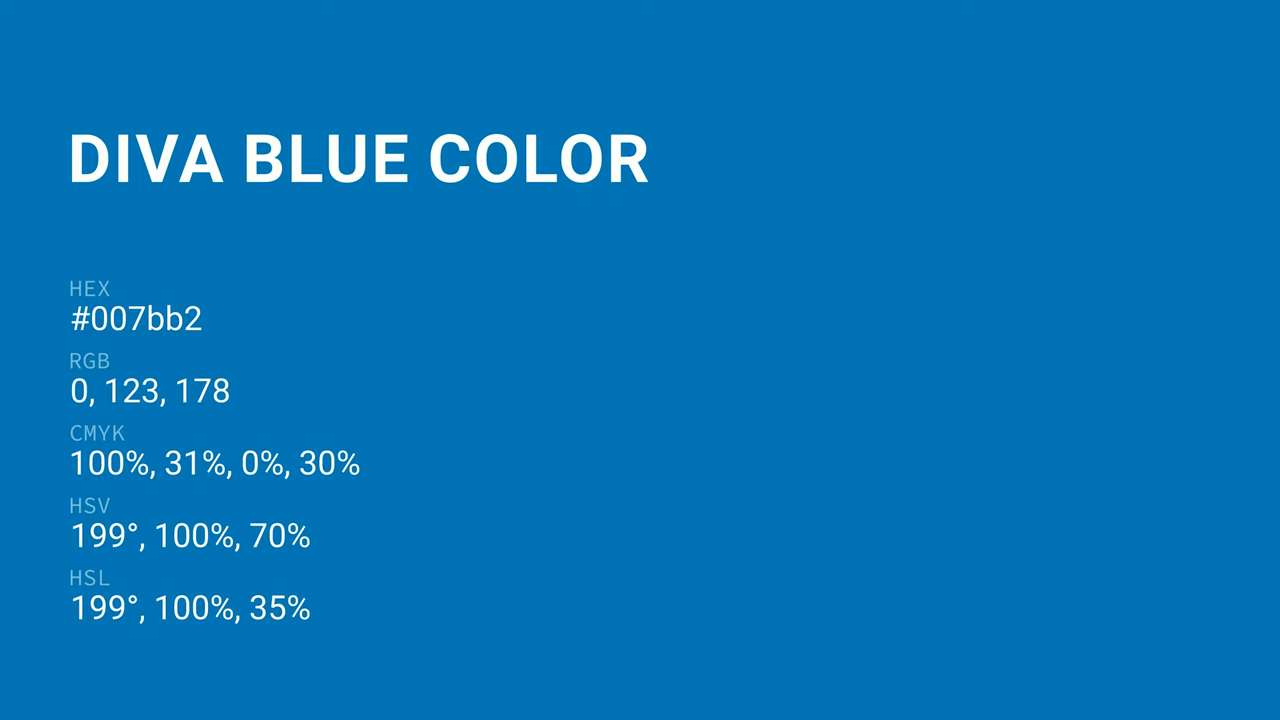 DIVA BLUE COLOR
HEX
#007bb2
RGB
0, 123, 178
CMYK
100%, 31%, 0%, 30%
HSV
199°, 100%, 70%
HSL
199°, 100%, 35%